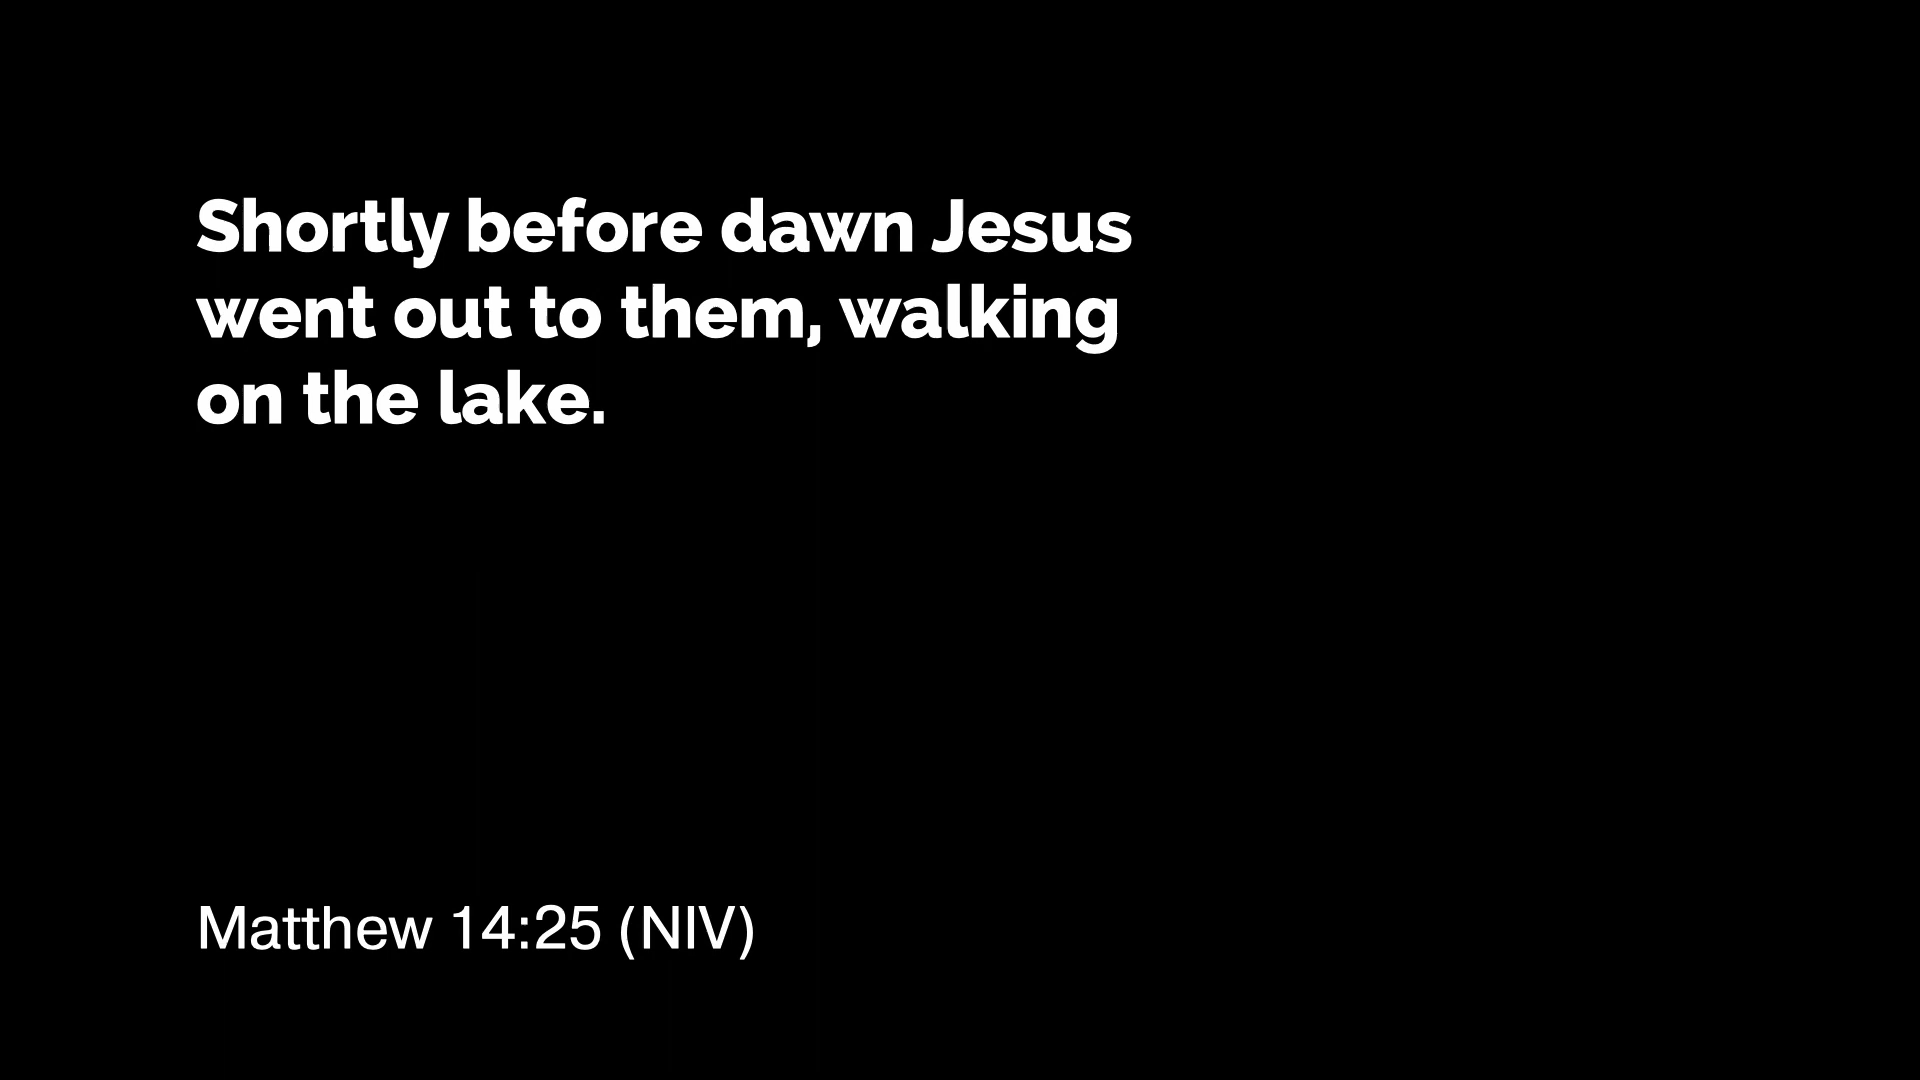 Shortly before dawn Jesus
went out to them, walking
on the lake.
Matthew 14:25 (NIV)